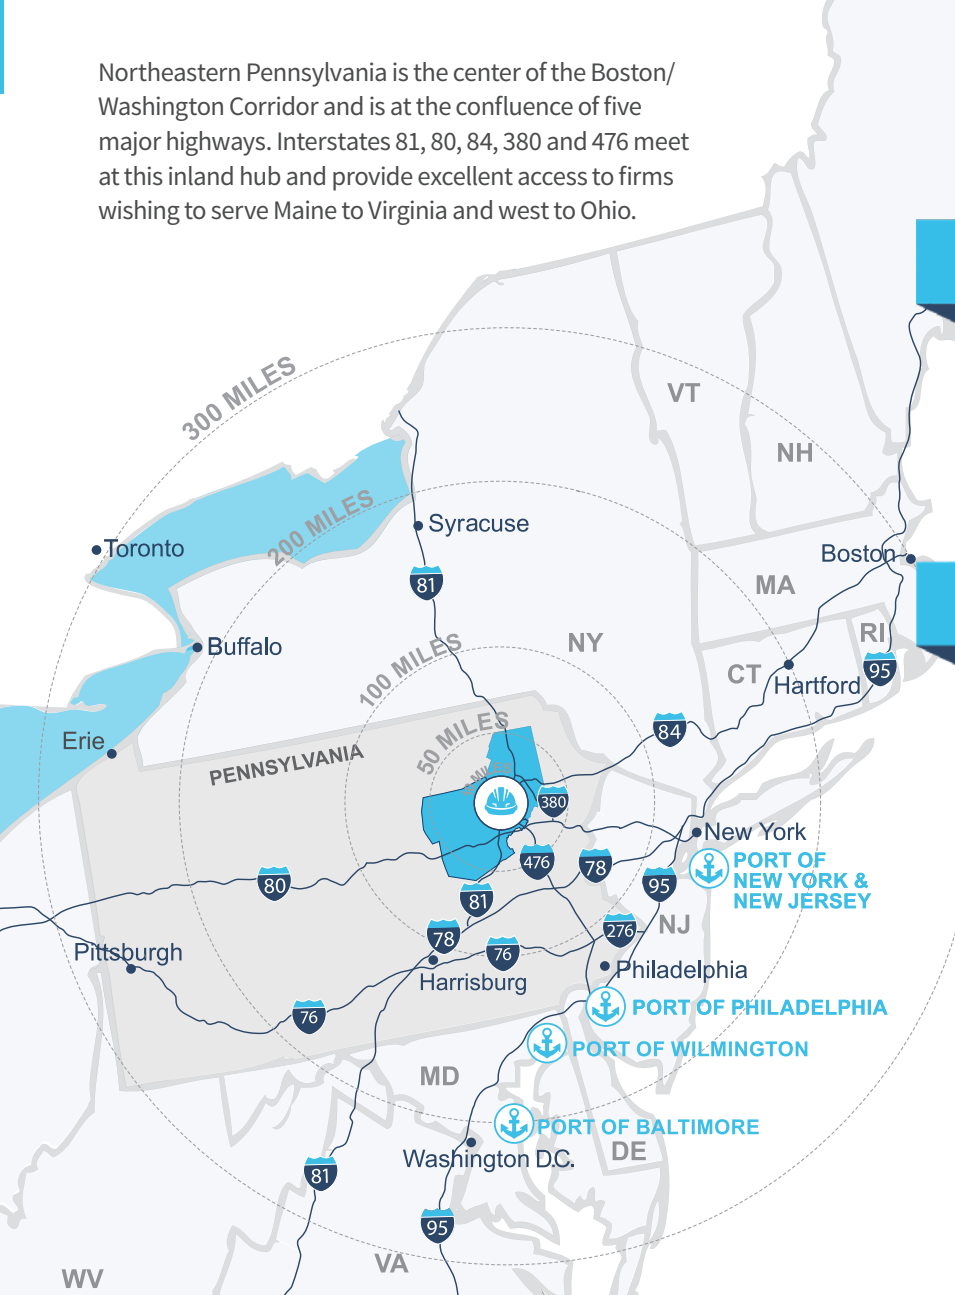 Northeastern Pennsylvania is the center of the Boston/
Washington Corridor and is at the confluence of five
major highways. Interstates 81, 80, 84, 380 and 476 meet
at this inland hub and provide excellent access to firms
wishing to serve Maine to Virginia and west to Ohio.
300 MILES
VT
NH
200 MILES
Syracuse
Toronto
Boston
81
MA
NY
RI
Buffalo
100 MILES
CT
95
Hartford
50 MILES
84
Erie
PENNSYLVANIA
380
New York
476
78
PORT OF
NEW YORK &
NEW JERSEY
80
95
81
NJ
276
78
76
Pittsburgh
Philadelphia
Harrisburg
PORT OF PHILADELPHIA
76
PORT OF WILMINGTON
MD
PORT OF BALTIMORE
DE
Washington D.C.
81
95
VA
WV